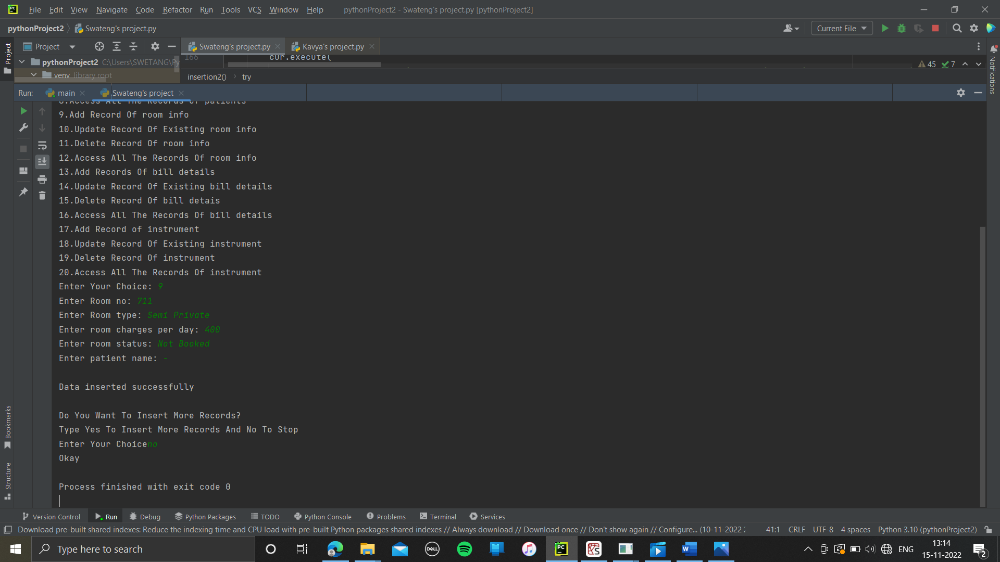 File Edit View Navigate Code Refactor Run Tools VCS Window Help pythonProject2 - Swateng's project.py [pythonProject2]
pythonProject2 Swateng's project.py Current File
Project Swateng's project.py Kavya's project.py
pythonProject2 C:\Users\SWETANG\Py 166 cur.execute(
venv library root 45 7
insertion2() try
Run: main Swateng's project
8.Access All The Records Of patients
9.Add Record Of room info
10.Update Record Of Existing room info
11.Delete Record Of room info
12.Access All The Records Of room info
13.Add Records Of bill details
14.Update Record Of Existing bill details
15.Delete Record Of bill detais
16.Access All The Records Of bill details
17.Add Record of instrument
18.Update Record Of Existing instrument
19.Delete Record Of instrument
20.Access All The Records Of instrument
Enter Your Choice: 9
Enter Room no: 711
Enter Room type: Semi Private
Enter room charges per day: 400
Enter room status: Not Booked
Enter patient name: -
Data inserted successfully
Do You Want To Insert More Records?
Type Yes To Insert More Records And No To Stop
Enter Your Choiceno
Okay
Process finished with exit code 0
Project
Bookmarks
Structure
Notifications
Version Control Run Debug Python Packages TODO Python Console Problems Terminal Services
Download pre-built shared indexes: Reduce the indexing time and CPU load with pre-built Python packages shared indexes // Always download // Download once // Don't show again // Configure... (10-11-2022 41:1 CRLF UTF-8 4 spaces Python 3.10 (pythonProject2)
Type here to search DELL PC W ENG 13:14
15-11-2022 2